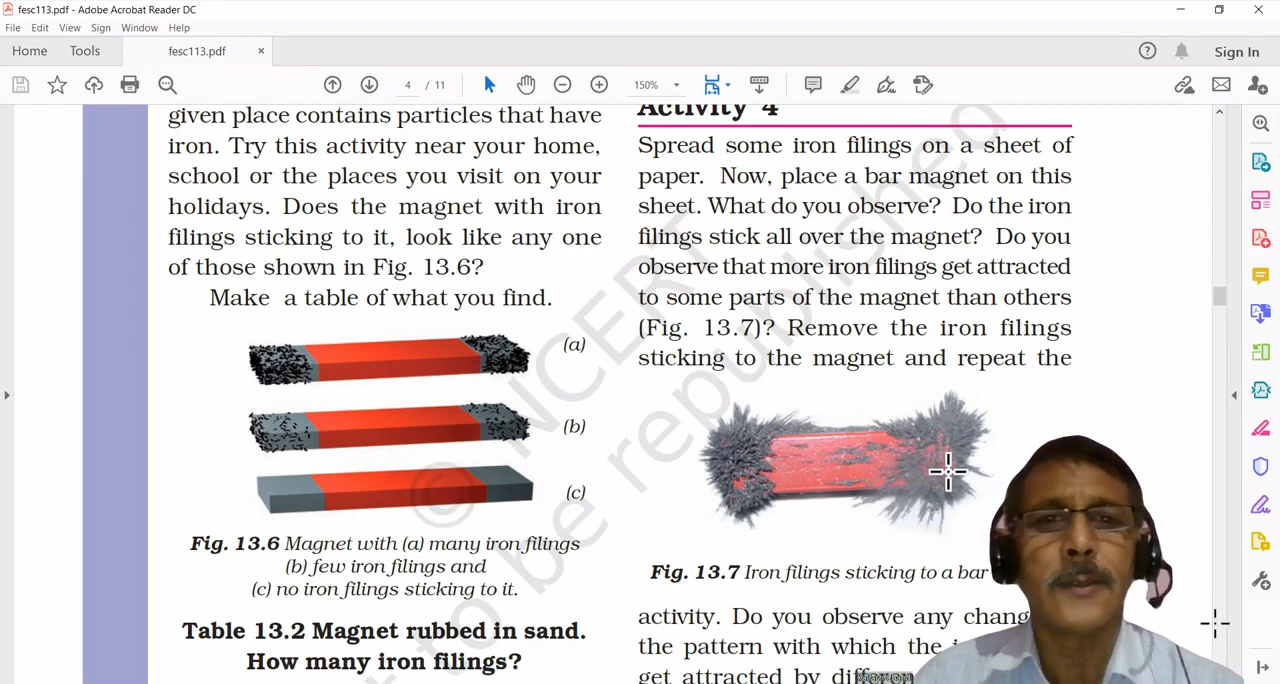 fesc113.pdf - Adobe Acrobat Reader DC
File Edit View Sign Window Help
Home Tools fesc113.pdf × Sign In
4 / 11 150%
given place contains particles that have
iron. Try this activity near your home,
school or the places you visit on your
holidays. Does the magnet with iron
filings sticking to it, look like any one
of those shown in Fig. 13.6?
Make a table of what you find.
(a)
(b)
(c)
Fig. 13.6 Magnet with (a) many iron filings
(b) few iron filings and
(c) no iron filings sticking to it.
Table 13.2 Magnet rubbed in sand.
How many iron filings?
Activity 4
Spread some iron filings on a sheet of
paper. Now, place a bar magnet on this
sheet. What do you observe? Do the iron
filings stick all over the magnet? Do you
observe that more iron filings get attracted
to some parts of the magnet than others
(Fig. 13.7)? Remove the iron filings
sticking to the magnet and repeat the
Fig. 13.7 Iron filings sticking to a bar
activity. Do you observe any
the pattern with which the
get attracted by
© NCERT
to be republished